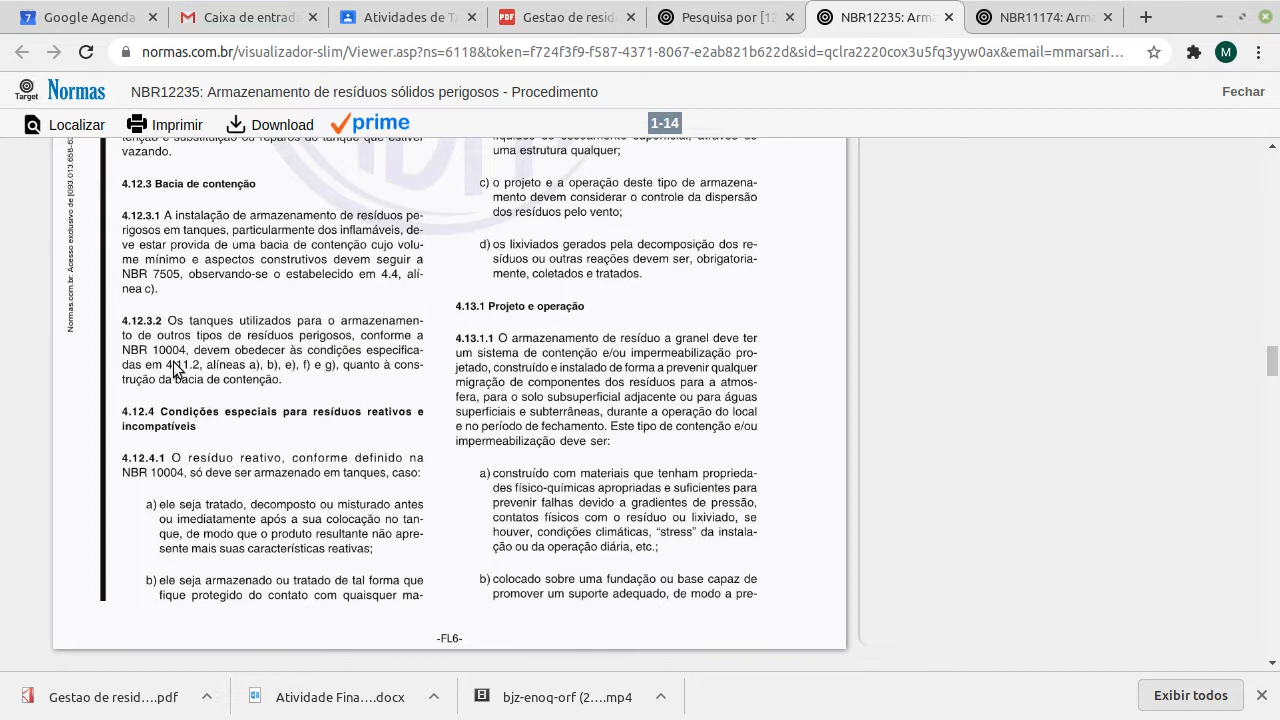 Google Agenda
Caixa de entrada
Atividades de TA
Gestao de resid
Pesquisa por [12
NBR12235: Arma
NBR11174: Arma
normas.com.br/visualizador-slim/Viewer.asp?ns=6118&token=f724f3f9-f587-4371-8067-e2ab821b622d&sid=qclra2220cox3u5fq3yyw0ax&email=mmarsari...
M
Target Normas
NBR12235: Armazenamento de resíduos sólidos perigosos - Procedimento
Fechar
Localizar
Imprimir
Download
prime
1-14
Normas.com.br: Acesso exclusivo de
vazando.
4.12.3 Bacia de contenção
4.12.3.1 A instalação de armazenamento de resíduos pe-
rigosos em tanques, particularmente dos inflamáveis, de-
ve estar provida de uma bacia de contenção cujo volu-
me mínimo e aspectos construtivos devem seguir a
NBR 7505, observando-se o estabelecido em 4.4, alí-
nea c).
4.12.3.2 Os tanques utilizados para o armazenamen-
to de outros tipos de resíduos perigosos, conforme a
NBR 10004, devem obedecer às condições especifica-
das em 4.11.2, alíneas a), b), e), f) e g), quanto à cons-
trução da bacia de contenção.
4.12.4 Condições especiais para resíduos reativos e
incompatíveis
4.12.4.1 O resíduo reativo, conforme definido na
NBR 10004, só deve ser armazenado em tanques, caso:
a) ele seja tratado, decomposto ou misturado antes
ou imediatamente após a sua colocação no tan-
que, de modo que o produto resultante não apre-
sente mais suas características reativas;
b) ele seja armazenado ou tratado de tal forma que
fique protegido do contato com quaisquer ma-
uma estrutura qualquer;
c) o projeto e a operação deste tipo de armazena-
mento devem considerar o controle da dispersão
dos resíduos pelo vento;
d) os lixiviados gerados pela decomposição dos re-
síduos ou outras reações devem ser, obrigatoria-
mente, coletados e tratados.
4.13.1 Projeto e operação
4.13.1.1 O armazenamento de resíduo a granel deve ter
um sistema de contenção e/ou impermeabilização pro-
jetado, construído e instalado de forma a prevenir qualquer
migração de componentes dos resíduos para a atmos-
fera, para o solo subsuperficial adjacente ou para águas
superficiais e subterrâneas, durante a operação do local
e no período de fechamento. Este tipo de contenção e/ou
impermeabilização deve ser:
a) construído com materiais que tenham proprieda-
des físico-químicas apropriadas e suficientes para
prevenir falhas devido a gradientes de pressão,
contatos físicos com o resíduo ou lixiviado, se
houver, condições climáticas, “stress” da instala-
ção ou da operação diária, etc.;
b) colocado sobre uma fundação ou base capaz de
promover um suporte adequado, de modo a pre-
-FL6-
Gestao de resid....pdf
Atividade Fina....docx
bjz-enoq-orf (2....mp4
Exibir todos